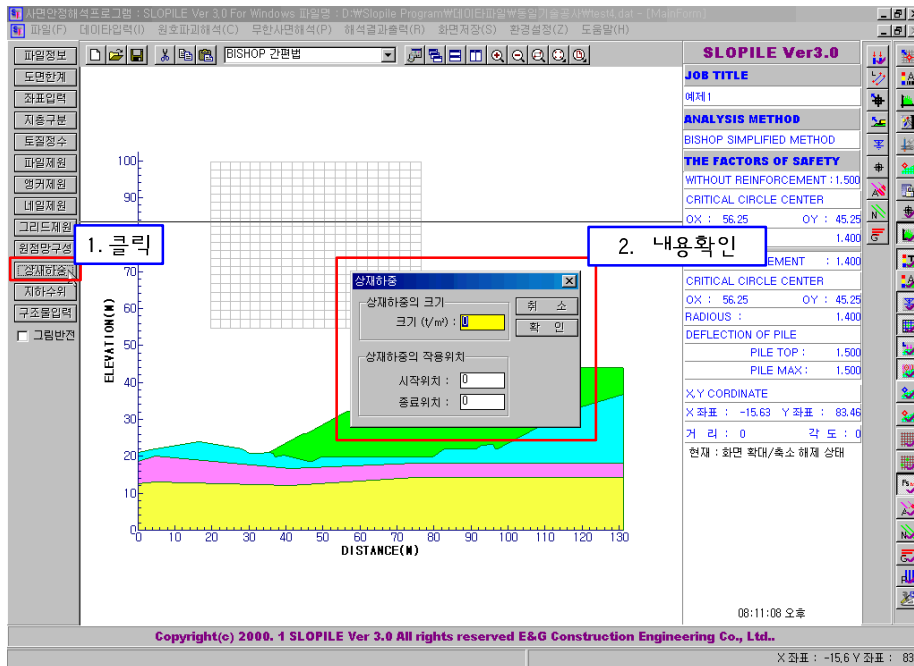 사면안정해석프로그램 : SLOPILE Ver 3,0 For Windows 파일명 : D:₩Slopile Program₩데이타파일₩동일기술공사₩test4.dat - [MainForm]
파일(F) 데이타입력(I) 원호파괴해석(C) 무한사면해석(P) 해석결과출력(R) 화면저장(S) 환경설정(Z) 도움말(H)
BISHOP 간편법
파일정보
도면한계
좌표입력
지층구분
토질정수
파일제원
앵커제원
네일제원
그리드제원
원점망구성
상재하중
지하수위
구조물입력
그림반전
1. 클릭
2. 내용확인
ELEVATION(M)
100
90
70
60
50
40
30
20
10
0
0 10 20 30 40 50 60 70 80 90 100 110 120 130
DISTANCE(M)
상재하중
상재하중의 크기
크기 (t/m²) : 0
취 소
확 인
상재하중의 작용위치
시작위치 : 0
종료위치 : 0
SLOPILE Ver3.0
JOB TITLE
예제1
ANALYSIS METHOD
BISHOP SIMPLIFIED METHOD
THE FACTORS OF SAFETY
WITHOUT REINFORCEMENT : 1.500
CRITICAL CIRCLE CENTER
OX : 56.25 OY : 45.25
1.400
EMENT : 1.400
CRITICAL CIRCLE CENTER
OX : 56.25 OY : 45.25
RADIOUS : 1.400
DEFLECTION OF PILE
PILE TOP : 1.500
PILE MAX : 1.500
X,Y CORDINATE
X 좌표 : -15.63 Y 좌표 : 83.46
거 리 : 0 각 도 : 0
현재 : 화면 확대/축소 해제 상태
08:11:08 오후
Copyright(c) 2000. 1 SLOPILE Ver 3.0 All rights reserved E&G Construction Engineering Co., Ltd..
X 좌표 : -15,6 Y 좌표 : 83